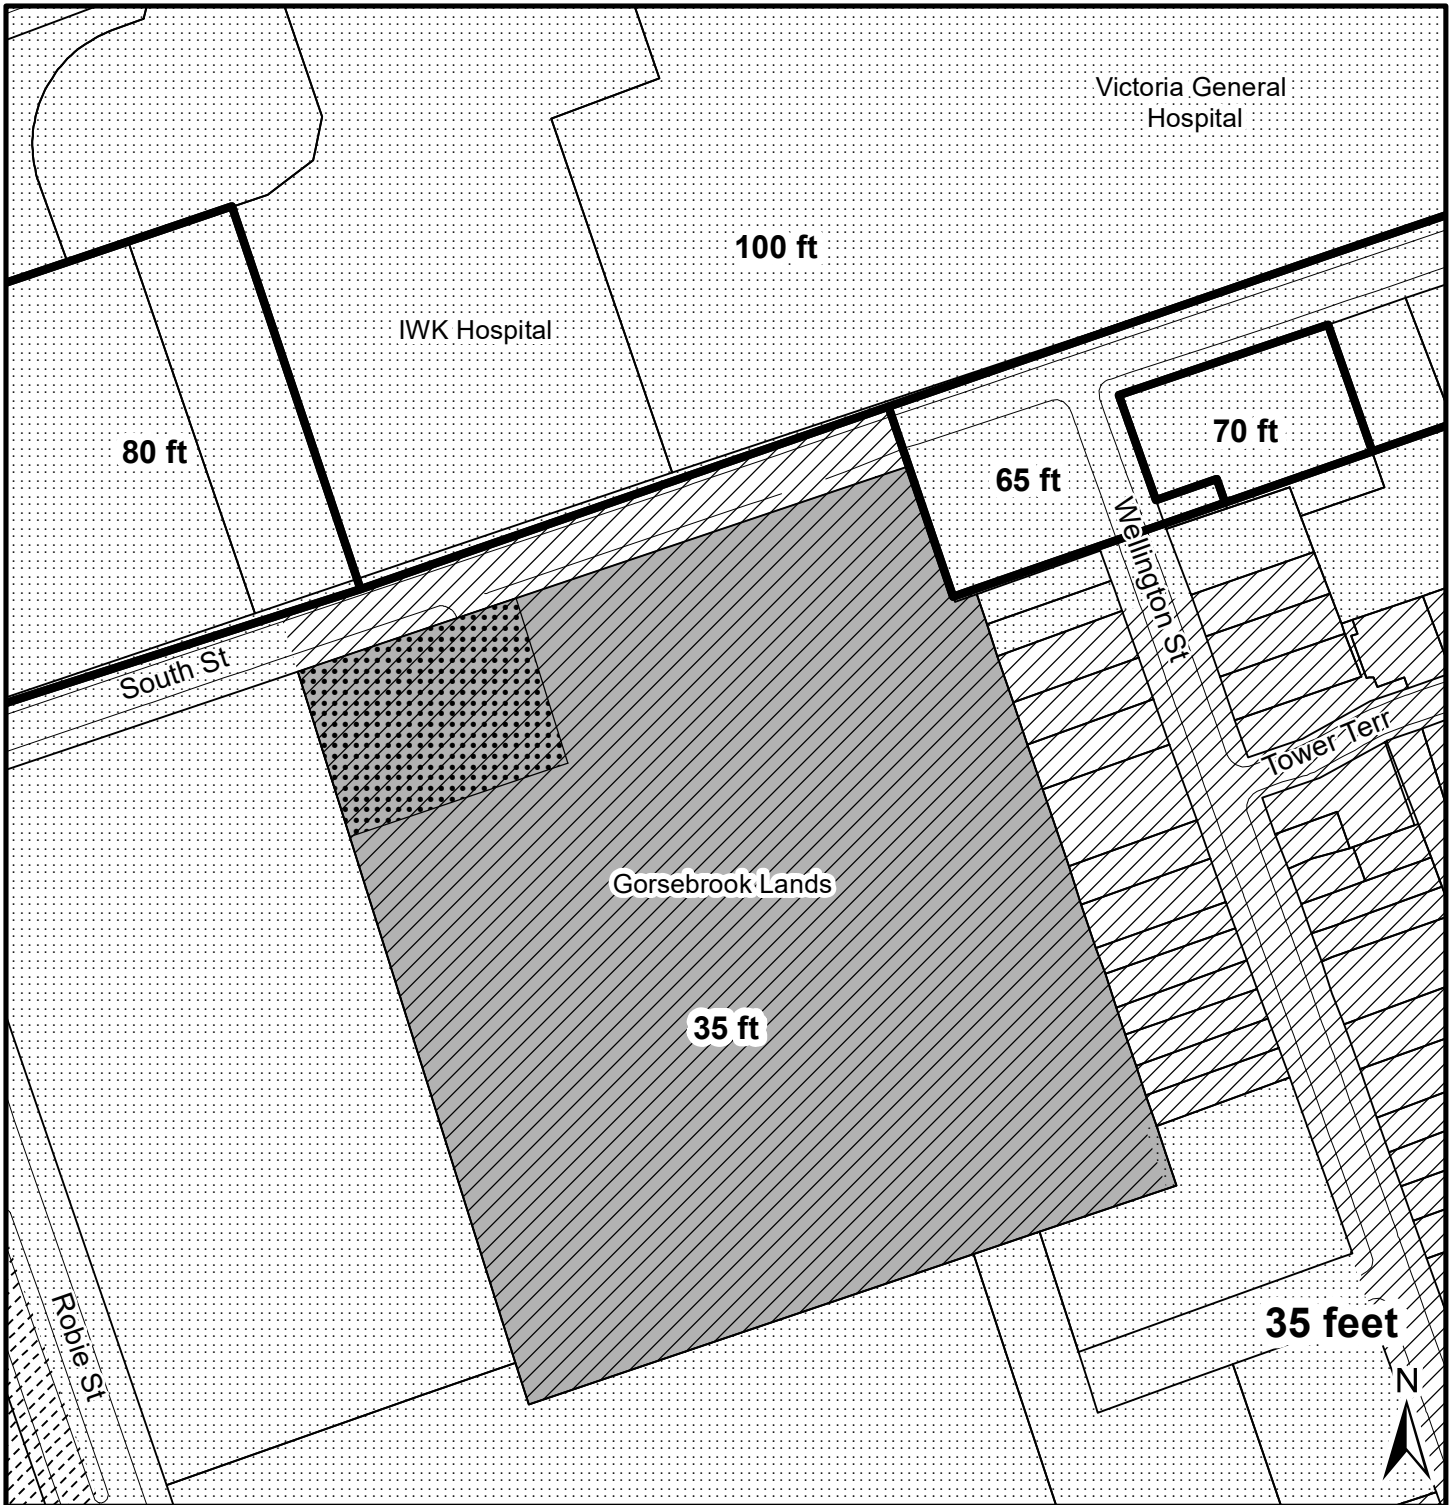 Victoria General
Hospital
100 ft
IWK Hospital
80 ft
70 ft
65 ft
Wellington St
South St
Tower Terr
Gorsebrook Lands
35 ft
Robie St
35 feet
N